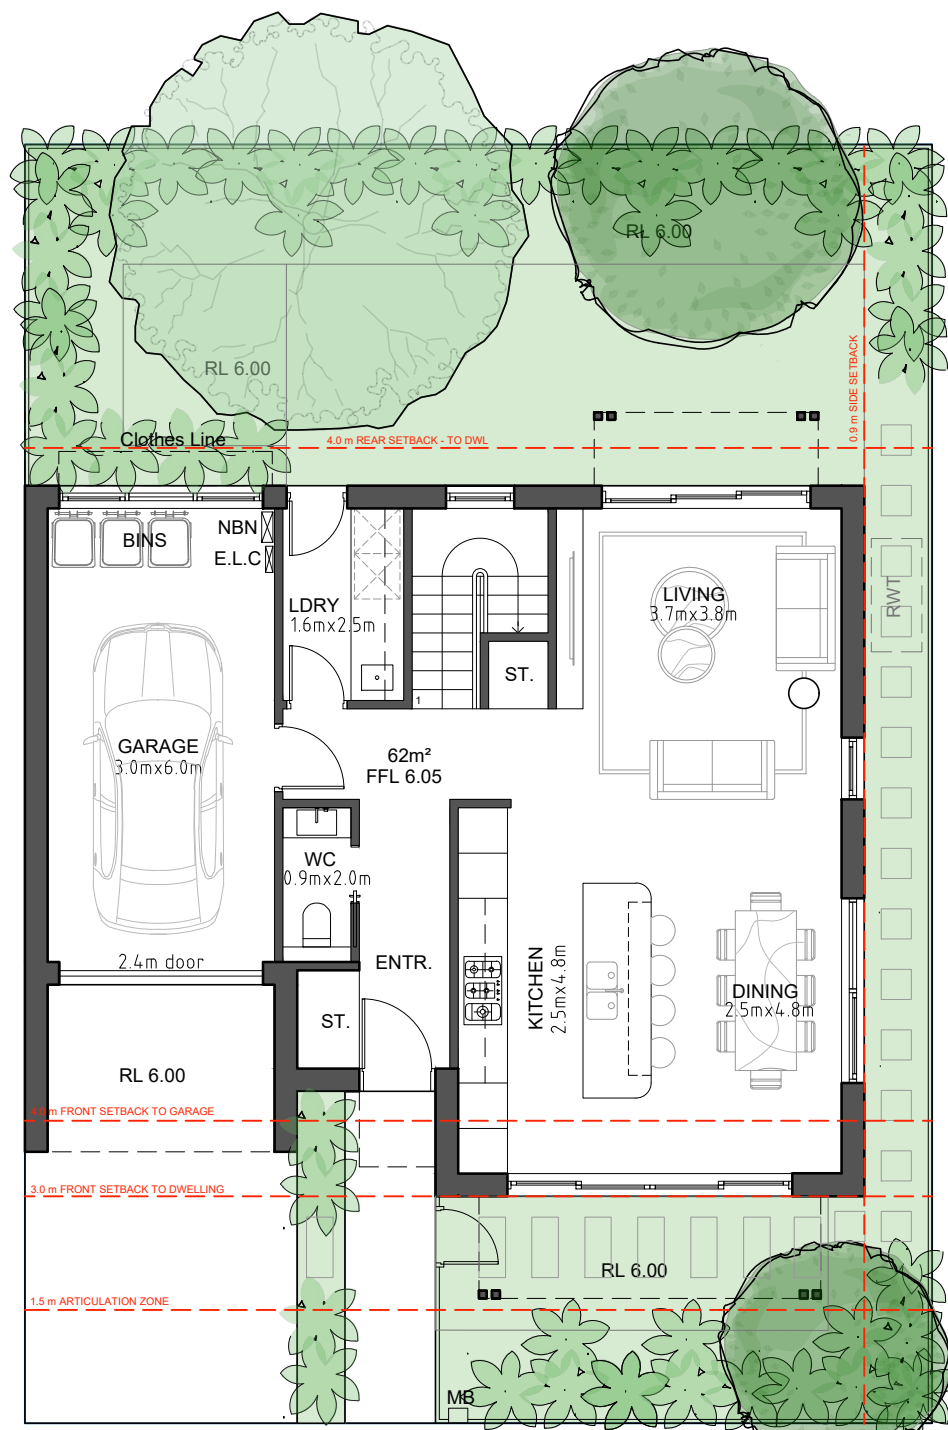 RL 6.00
RL 6.00
0.9 m SIDE SETBACK
Clothes Line
4.0 m REAR SETBACK - TO DWL
BINS
NBN
E.L.C
LDRY
1.6mx2.5m
LIVING
3.7mx3.8m
RWT
ST.
1
GARAGE
3.0mx6.0m
62m²
FFL 6.05
WC
0.9mx2.0m
2.4m door
ENTR.
KITCHEN
2.5mx4.8m
DINING
2.5mx4.8m
ST.
RL 6.00
4.0 m FRONT SETBACK TO GARAGE
3.0 m FRONT SETBACK TO DWELLING
RL 6.00
1.5 m ARTICULATION ZONE
MB